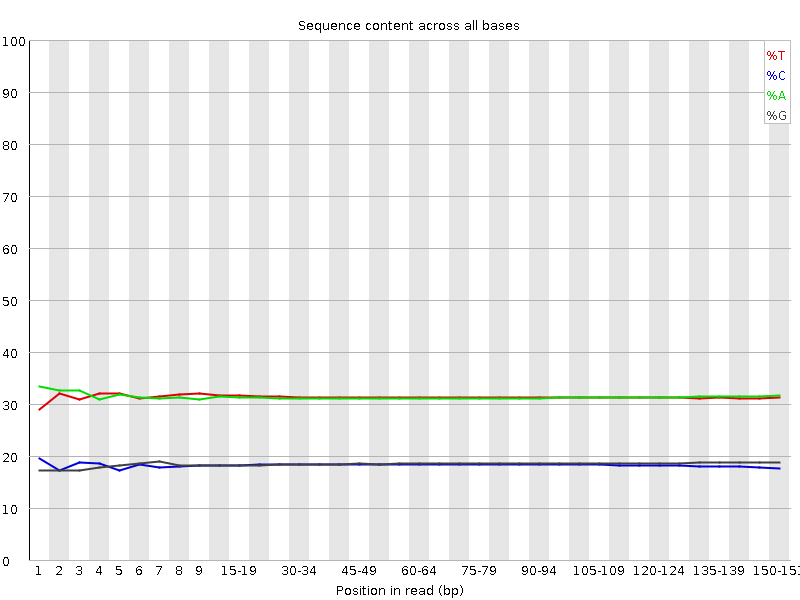 Sequence content across all bases
100
90
80
70
60
50
40
30
20
10
0
%T
%C
%A
%G
1 2 3 4 5 6 7 8 9 15-19 30-34 45-49 60-64 75-79 90-94 105-109 120-124 135-139 150-151
Position in read (bp)